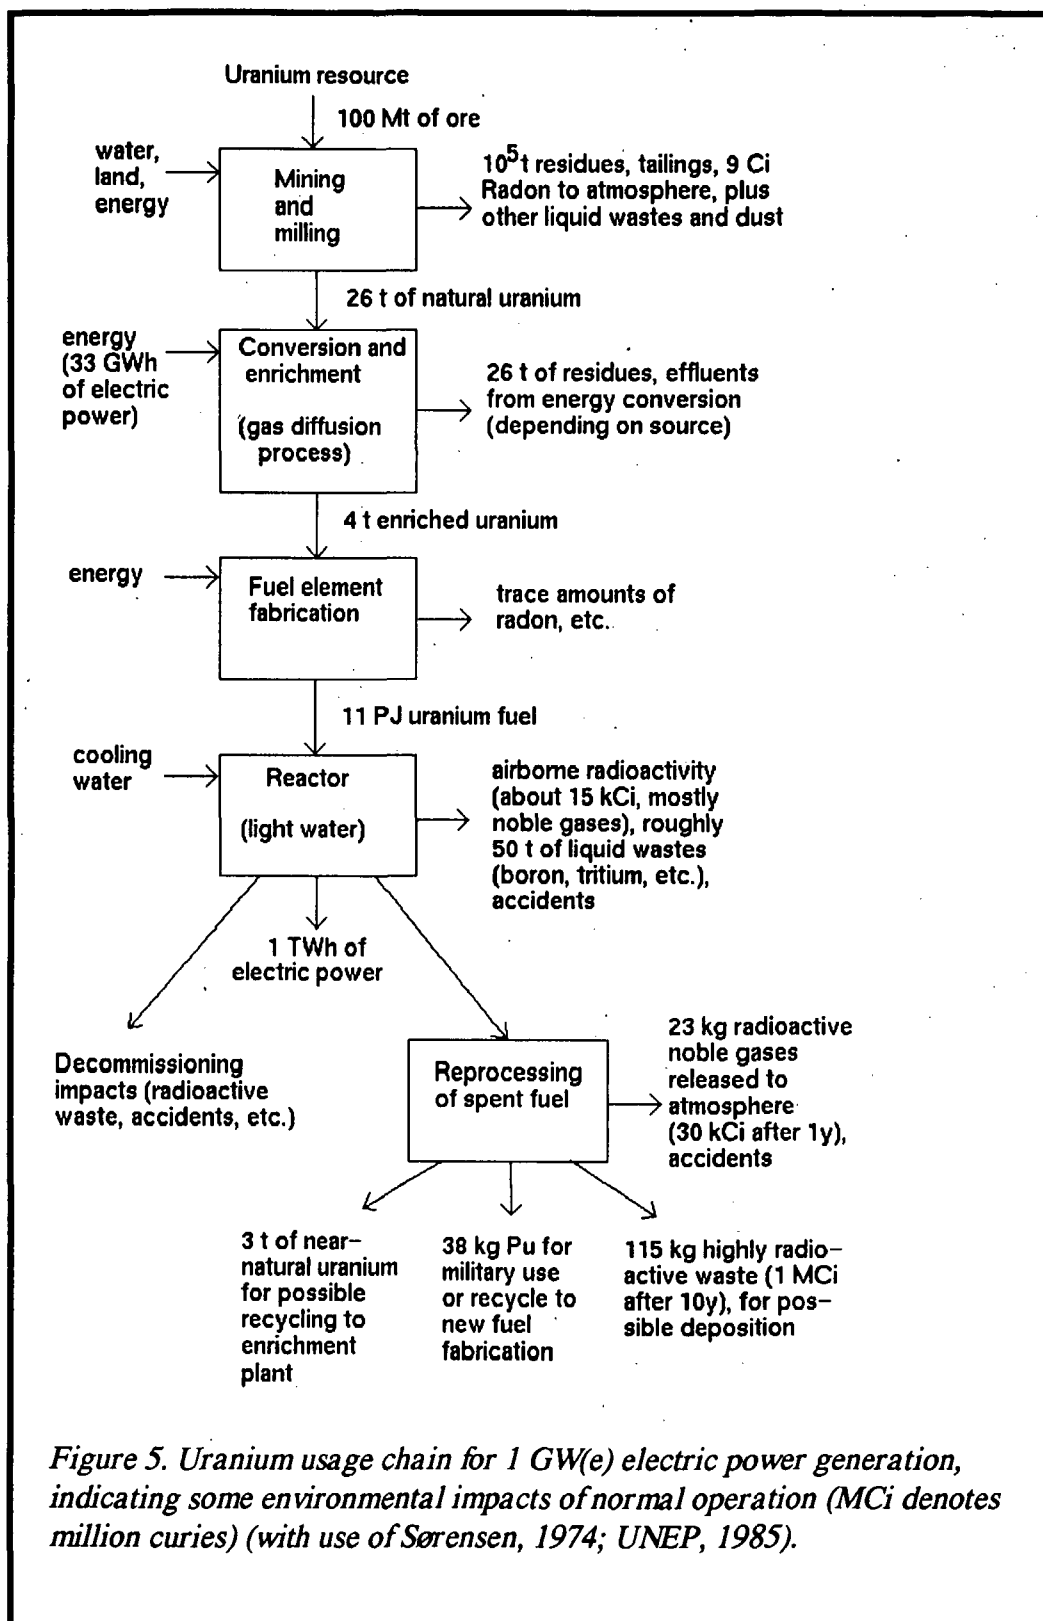 Uranium resource
100 Mt of ore
water,
land,
energy
Mining
and
milling
10⁵t residues, tailings, 9 Ci
Radon to atmosphere, plus
other liquid wastes and dust
26 t of natural uranium
energy
(33 GWh
of electric
power)
Conversion and
enrichment
(gas diffusion
process)
26 t of residues, effluents
from energy conversion
(depending on source)
4 t enriched uranium
energy
Fuel element
fabrication
trace amounts of
radon, etc.
11 PJ uranium fuel
cooling
water
Reactor
(light water)
airborne radioactivity
(about 15 kCi, mostly
noble gases), roughly
50 t of liquid wastes
(boron, tritium, etc.),
accidents
1 TWh of
electric power
Decommissioning
impacts (radioactive
waste, accidents, etc.)
Reprocessing
of spent fuel
23 kg radioactive
noble gases
released to
atmosphere
(30 kCi after 1y),
accidents
3 t of near-
natural uranium
for possible
recycling to
enrichment
plant
38 kg Pu for
military use
or recycle to
new fuel
fabrication
115 kg highly radio-
active waste (1 MCi
after 10y), for pos-
sible deposition
Figure 5. Uranium usage chain for 1 GW(e) electric power generation,
indicating some environmental impacts of normal operation (MCi denotes
million curies) (with use of Sørensen, 1974; UNEP, 1985).